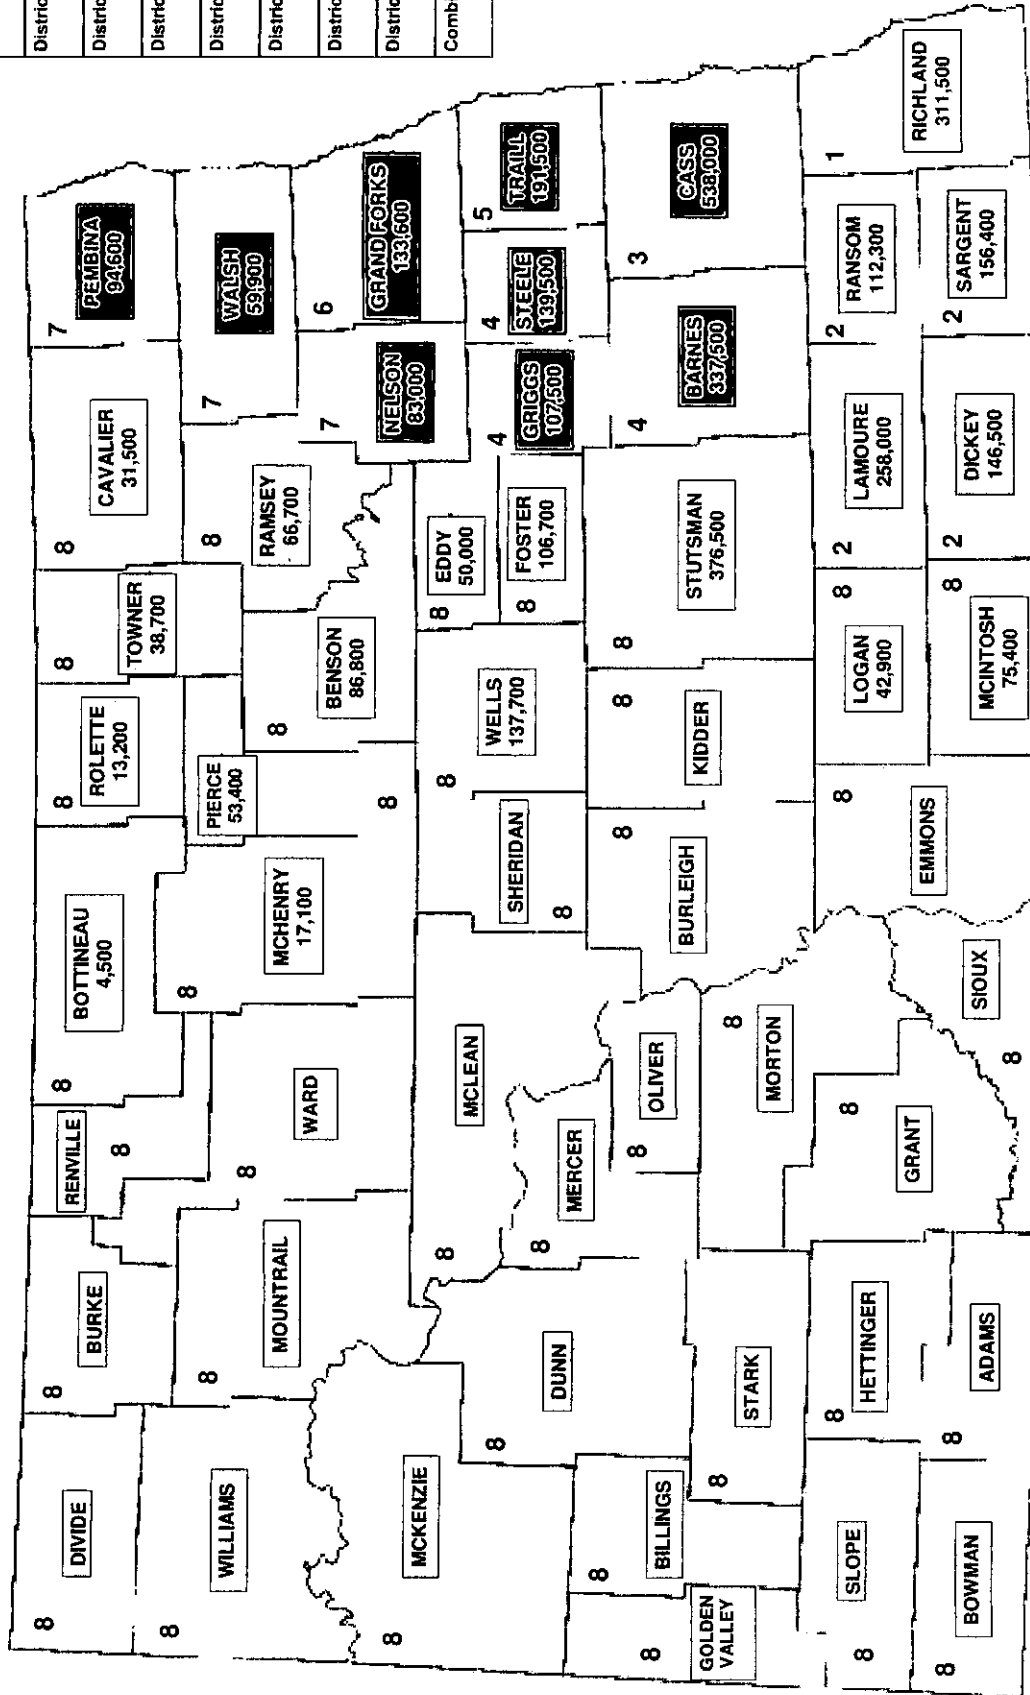 8
DIVIDE
8
BURKE
RENVILLE
8
8
BOTTINEAU
4,500
8
ROLETTE
13,200
8
TOWNER
38,700
8
CAVALIER
31,500
7
PEMBINA
94,600
8
WILLIAMS
8
MOUNTRAIL
8
WARD
8
MCHENRY
17,100
PIERCE
53,400
8
8
BENSON
86,800
8
RAMSEY
66,700
7
WALSH
59,900
8
MCKENZIE
8
MCLEAN
SHERIDAN
8
8
WELLS
137,700
8
EDDY
50,000
7
NELSON
83,000
6
GRAND FORKS
133,600
8
DUNN
8
MERCER
8
OLIVER
8
FOSTER
106,700
4
GRIGGS
107,500
4
STEELE
139,500
5
TRAILL
191,500
8
GOLDEN
VALLEY
8
BILLINGS
8
STARK
8
MORTON
8
BURLEIGH
8
KIDDER
8
STUTSMAN
376,500
4
BARNES
337,500
3
CASS
538,000
8
SLOPE
8
HETTINGER
8
GRANT
8
EMMONS
8
LOGAN
42,900
2
LAMOURE
258,000
2
RANSOM
112,300
1
RICHLAND
311,500
8
BOWMAN
8
ADAMS
SIOUX
8
8
MCINTOSH
75,400
2
DICKEY
146,500
2
SARGENT
156,400
Distric
Distric
Distric
Distric
Distric
Distric
Distric
Combi